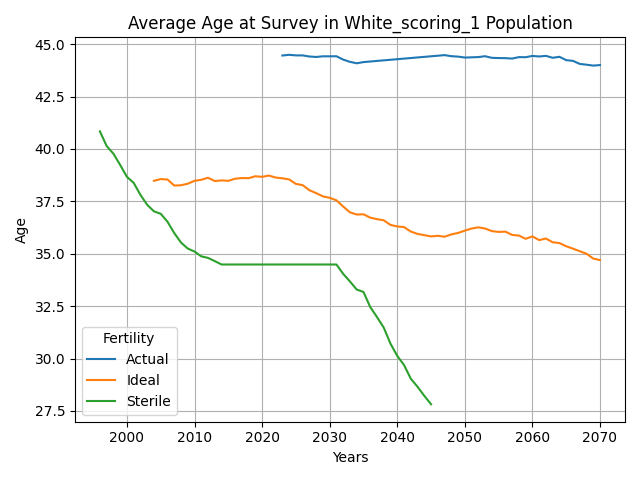 Average Age at Survey in White_scoring_1 Population
45.0
42.5
40.0
37.5
35.0
32.5
30.0
27.5
Age
Fertility
Actual
Ideal
Sterile
2000 2010 2020 2030 2040 2050 2060 2070
Years